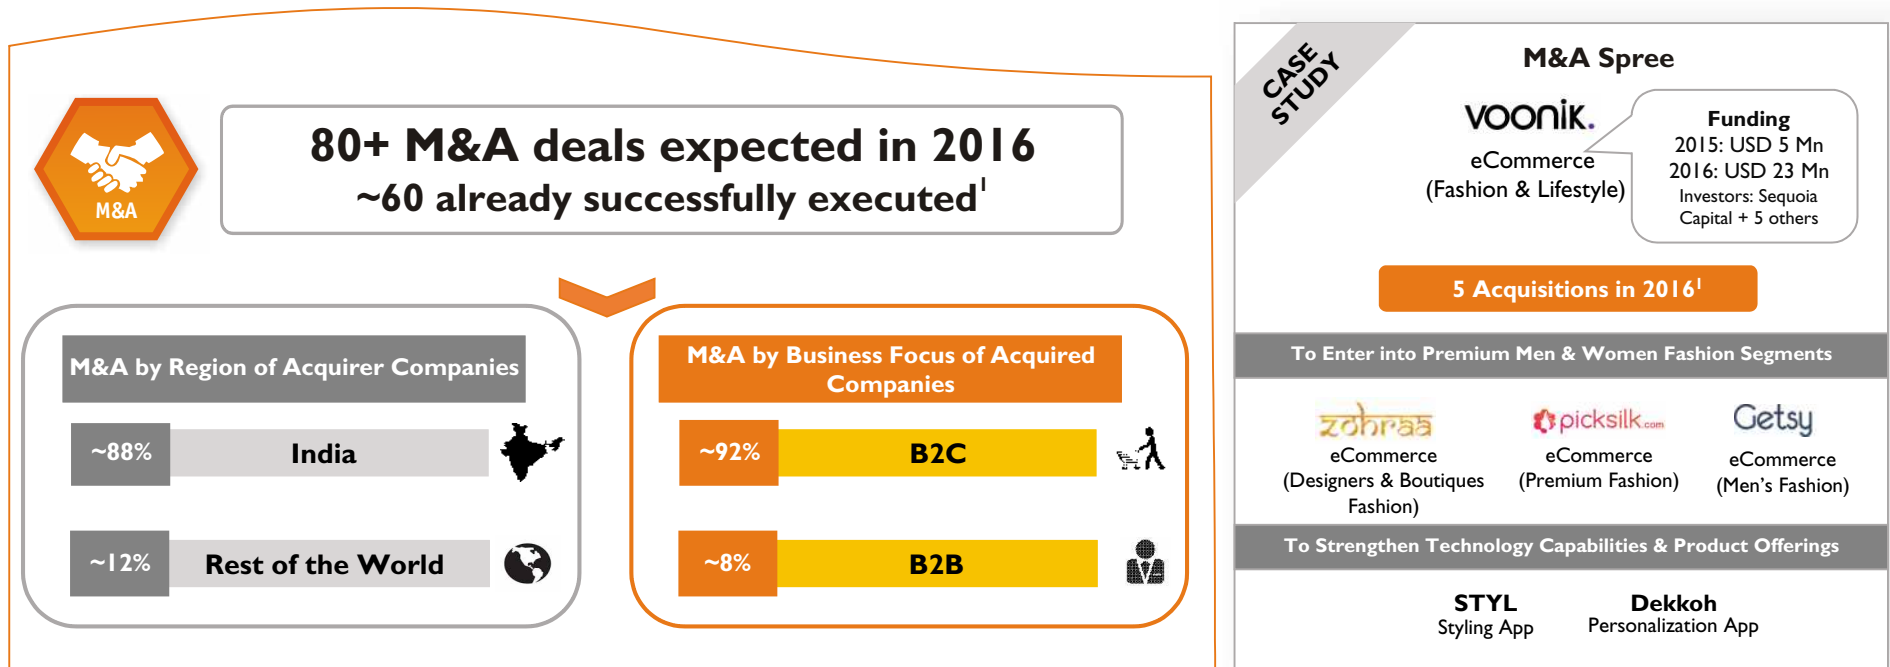 M&A
80+ M&A deals expected in 2016
~60 already successfully executed¹
M&A by Region of Acquirer Companies
~88%
India
~12%
Rest of the World
M&A by Business Focus of Acquired
Companies
~92%
B2C
~8%
B2B
CASE
STUDY
M&A Spree
voonik.
eCommerce
(Fashion & Lifestyle)
Funding
2015: USD 5 Mn
2016: USD 23 Mn
Investors: Sequoia
Capital + 5 others
5 Acquisitions in 2016¹
To Enter into Premium Men & Women Fashion Segments
zohraa
eCommerce
(Designers & Boutiques
Fashion)
picksilk.com
eCommerce
(Premium Fashion)
Getsy
eCommerce
(Men's Fashion)
To Strengthen Technology Capabilities & Product Offerings
STYL
Styling App
Dekkoh
Personalization App